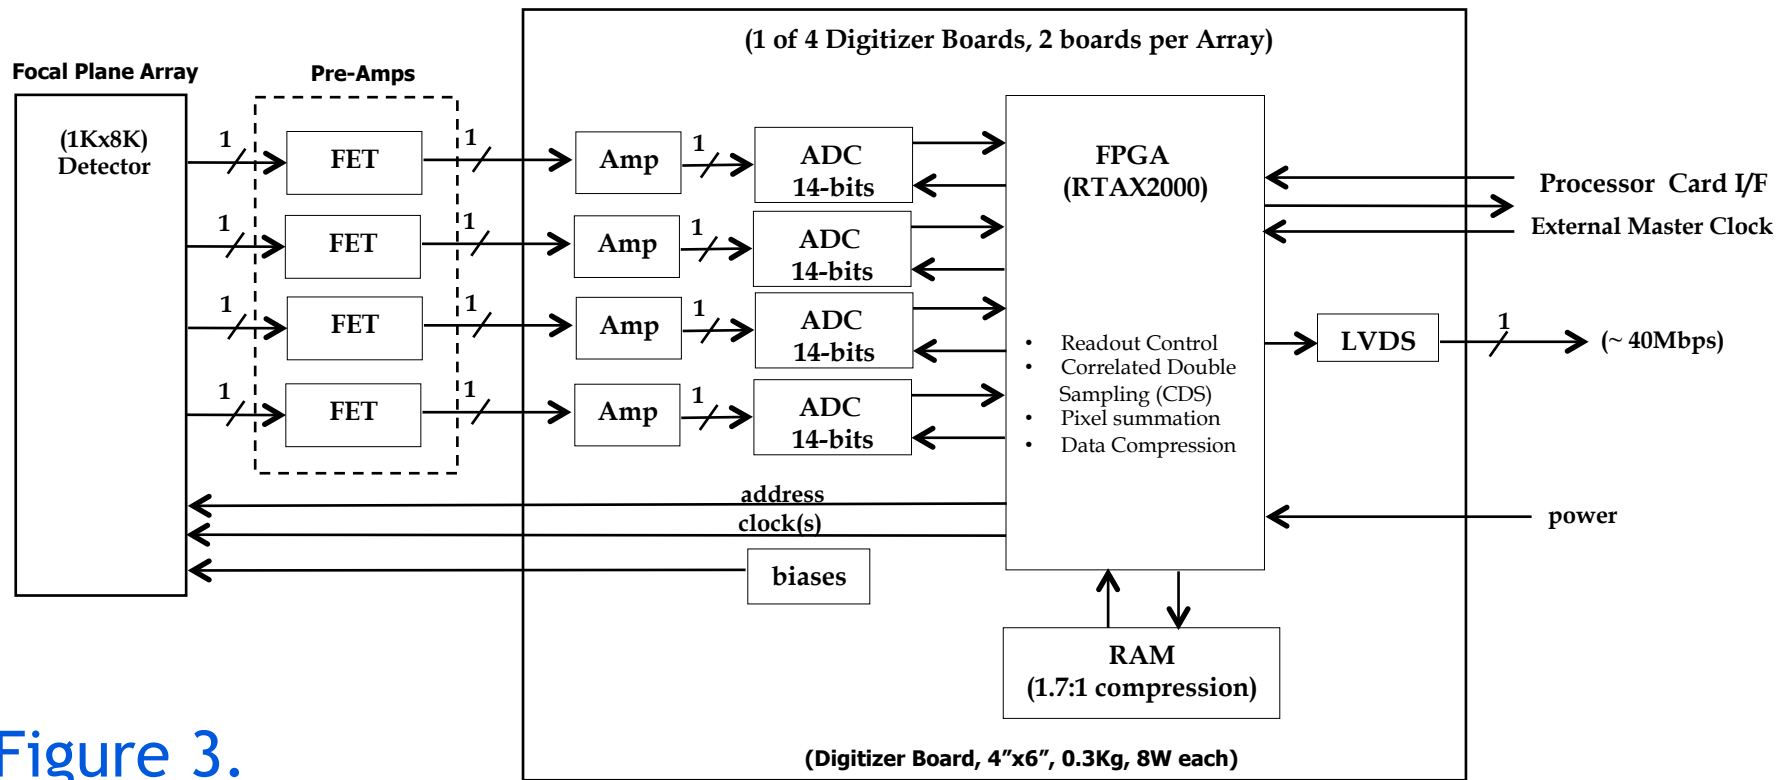 (1 of 4 Digitizer Boards, 2 boards per Array)
Focal Plane Array
Pre-Amps
(1Kx8K)
Detector
1
FET
1
Amp
1
ADC
14-bits
1
FET
1
Amp
1
ADC
14-bits
1
FET
1
Amp
1
ADC
14-bits
1
FET
1
Amp
1
ADC
14-bits
FPGA
(RTAX2000)
• Readout Control
• Correlated Double
Sampling (CDS)
• Pixel summation
• Data Compression
Processor Card I/F
External Master Clock
LVDS
1
(~ 40Mbps)
address
clock(s)
biases
power
RAM
(1.7:1 compression)
(Digitizer Board, 4”x6”, 0.3Kg, 8W each)
Figure 3.